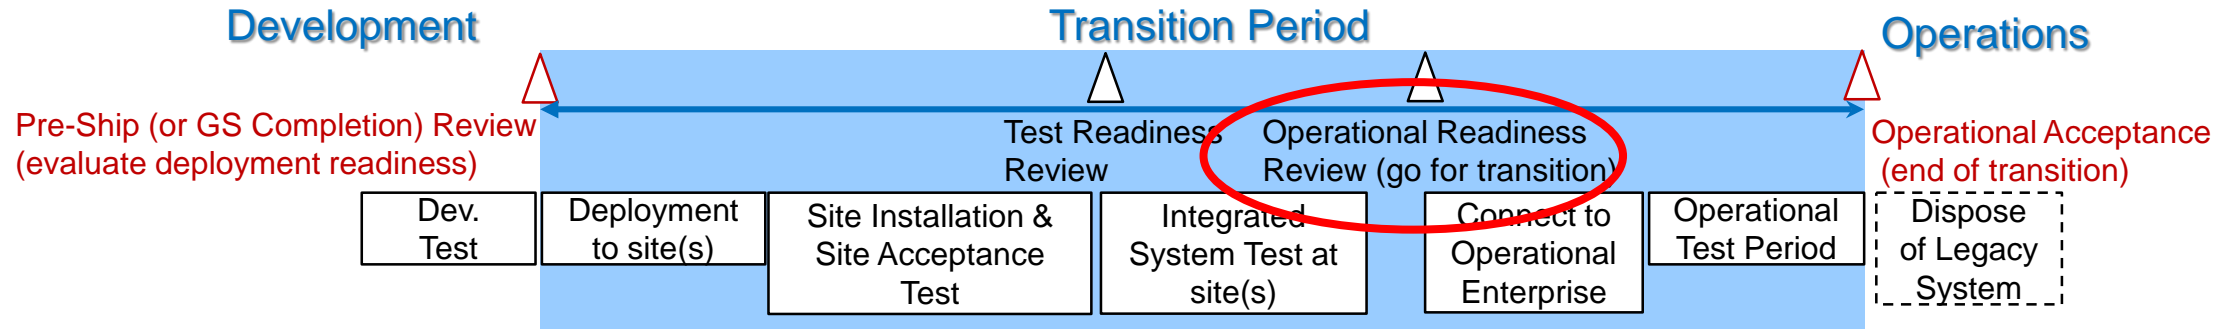 Development
Transition Period
Operations
Pre-Ship (or GS Completion) Review
(evaluate deployment readiness)
Test Readiness
Review
Operational Readiness
Review (go for transition)
Operational Acceptance
(end of transition)
Dev.
Test
Deployment
to site(s)
Site Installation &
Site Acceptance
Test
Integrated
System Test at
site(s)
Connect to
Operational
Enterprise
Operational
Test Period
Dispose
of Legacy
System